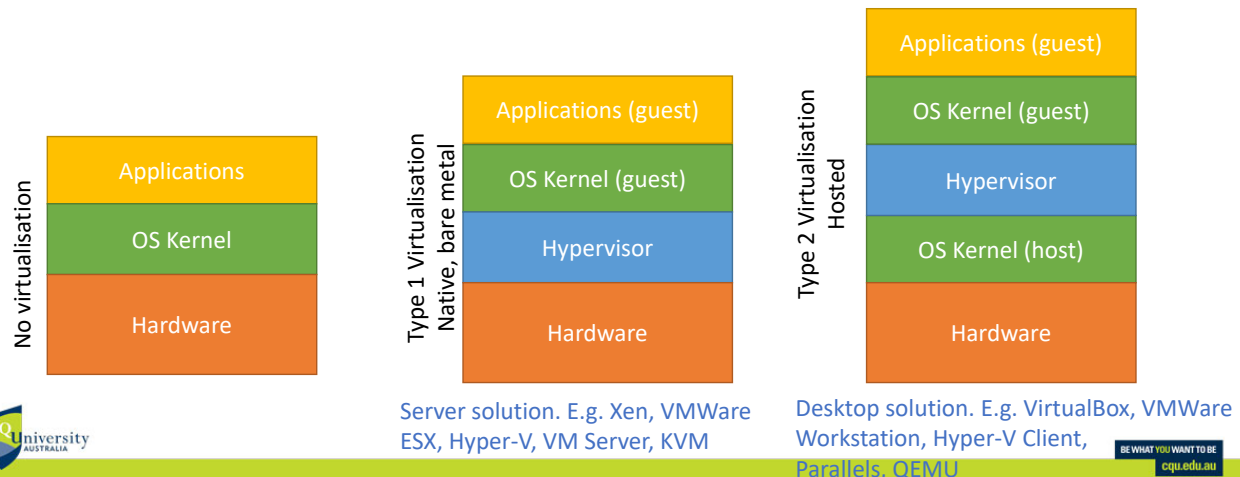 No virtualisation
Applications
OS Kernel
Hardware
Type 1 Virtualisation
Native, bare metal
Applications (guest)
OS Kernel (guest)
Hypervisor
Hardware
Server solution. E.g. Xen, VMWare
ESX, Hyper-V, VM Server, KVM
Type 2 Virtualisation
Hosted
Applications (guest)
OS Kernel (guest)
Hypervisor
OS Kernel (host)
Hardware
Desktop solution. E.g. VirtualBox, VMWare
Workstation, Hyper-V Client,
Parallels, QEMU
University
AUSTRALIA
BE WHAT YOU WANT TO BE
cqu.edu.au